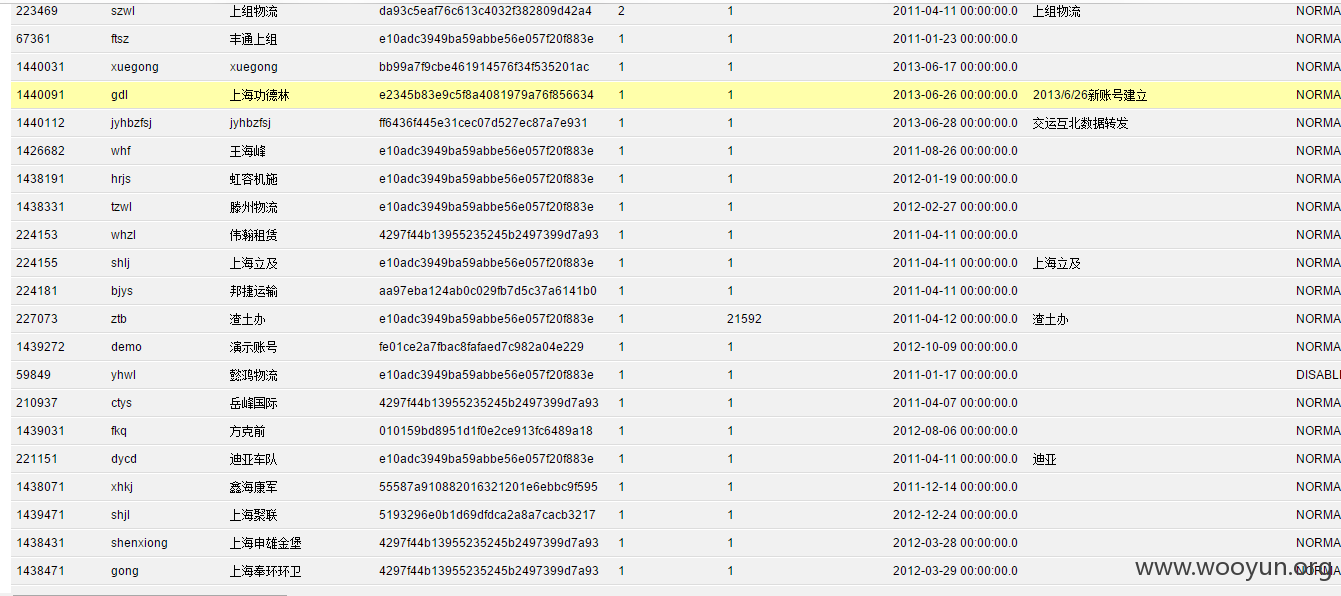 223469 szwl 上组物流 da93c5eaf76c613c4032f382809d42a4 2 1 2011-04-11 00:00:00.0 上组物流 NORMA
67361 ftsz 丰通上组 e10adc3949ba59abbe56e057f20f883e 1 1 2011-01-23 00:00:00.0 NORMA
1440031 xuegong xuegong bb99a7f9cbe461914576f34f535201ac 1 1 2013-06-17 00:00:00.0 NORMA
1440091 gdl 上海功德林 e2345b83e9c5f8a4081979a76f856634 1 1 2013-06-26 00:00:00.0 2013/6/26新账号建立 NORMA
1440112 jyhbzfsj jyhbzfsj ff6436f445e31cec07d527ec87a7e931 1 1 2013-06-28 00:00:00.0 交运互北数据转发 NORMA
1426682 whf 王海峰 e10adc3949ba59abbe56e057f20f883e 1 1 2011-08-26 00:00:00.0 NORMA
1438191 hrjs 虹容机施 e10adc3949ba59abbe56e057f20f883e 1 1 2012-01-19 00:00:00.0 NORMA
1438331 tzwl 滕州物流 e10adc3949ba59abbe56e057f20f883e 1 1 2012-02-27 00:00:00.0 NORMA
224153 whzl 伟翰租赁 4297f44b13955235245b2497399d7a93 1 1 2011-04-11 00:00:00.0 NORMA
224155 shlj 上海立及 e10adc3949ba59abbe56e057f20f883e 1 1 2011-04-11 00:00:00.0 上海立及 NORMA
224181 bjys 邦捷运输 aa97eba124ab0c029fb7d5c37a6141b0 1 1 2011-04-11 00:00:00.0 NORMA
227073 ztb 渣土办 e10adc3949ba59abbe56e057f20f883e 1 21592 2011-04-12 00:00:00.0 渣土办 NORMA
1439272 demo 演示账号 fe01ce2a7fbac8fafaed7c982a04e229 1 1 2012-10-09 00:00:00.0 NORMA
59849 yhwl 懿鸿物流 e10adc3949ba59abbe56e057f20f883e 1 1 2011-01-17 00:00:00.0 DISABLI
210937 ctys 岳峰国际 4297f44b13955235245b2497399d7a93 1 1 2011-04-07 00:00:00.0 NORMA
1439031 fkq 方克前 010159bd8951d1f0e2ce913fc6489a18 1 1 2012-08-06 00:00:00.0 NORMA
221151 dycd 迪亚车队 e10adc3949ba59abbe56e057f20f883e 1 1 2011-04-11 00:00:00.0 迪亚 NORMA
1438071 xhkj 鑫海康军 55587a910882016321201e6ebbc9f595 1 1 2011-12-14 00:00:00.0 NORMA
1439471 shjl 上海聚联 5193296e0b1d69dfdca2a8a7cacb3217 1 1 2012-12-24 00:00:00.0 NORMA
1438431 shenxiong 上海申雄金堡 4297f44b13955235245b2497399d7a93 1 1 2012-03-28 00:00:00.0 NORMA
1438471 gong 上海奉环环卫 4297f44b13955235245b2497399d7a93 1 1 2012-03-29 00:00:00.0 NORMA
www.wooyun.org